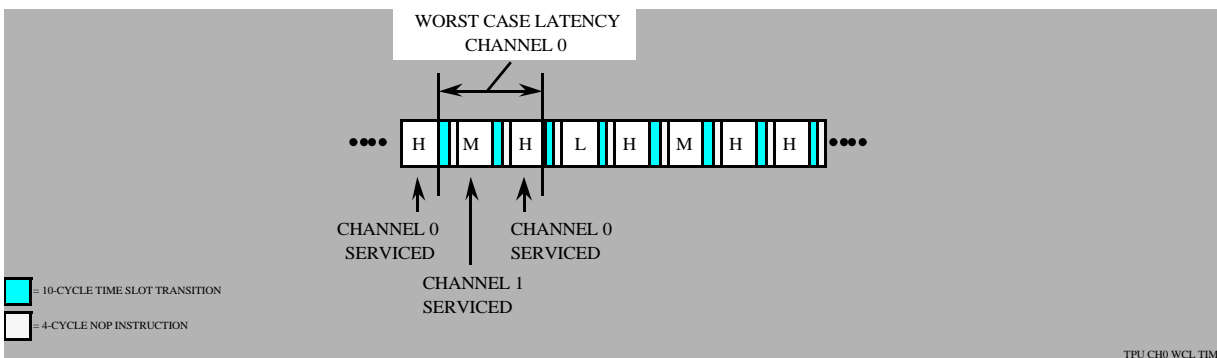 WORST CASE LATENCY
CHANNEL 0
H M H L H M H H
CHANNEL 0
SERVICED
CHANNEL 0
SERVICED
CHANNEL 1
SERVICED
= 10-CYCLE TIME SLOT TRANSITION
= 4-CYCLE NOP INSTRUCTION
TPU CH0 WCL TIM